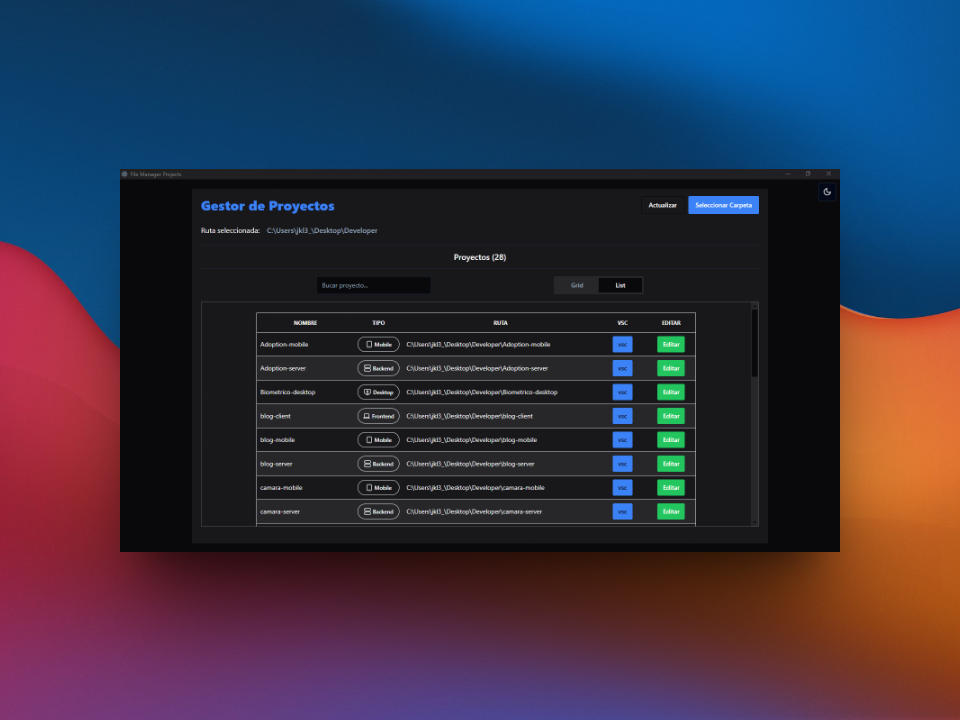 File Manager Projects
Gestor de Proyectos
Actualizar
Seleccionar Carpeta
Ruta seleccionada: C:\Users\jkl3_\Desktop\Developer
Proyectos (28)
Bucar proyecto...
Grid
List
NOMBRE TIPO RUTA VSC EDITAR
Adoption-mobile Mobile C:\Users\jkl3_\Desktop\Developer\Adoption-mobile VSC Editar
Adoption-server Backend C:\Users\jkl3_\Desktop\Developer\Adoption-server VSC Editar
Biometrico-desktop Desktop C:\Users\jkl3_\Desktop\Developer\Biometrico-desktop VSC Editar
blog-client Frontend C:\Users\jkl3_\Desktop\Developer\blog-client VSC Editar
blog-mobile Mobile C:\Users\jkl3_\Desktop\Developer\blog-mobile VSC Editar
blog-server Backend C:\Users\jkl3_\Desktop\Developer\blog-server VSC Editar
camara-mobile Mobile C:\Users\jkl3_\Desktop\Developer\camara-mobile VSC Editar
camara-server Backend C:\Users\jkl3_\Desktop\Developer\camara-server VSC Editar